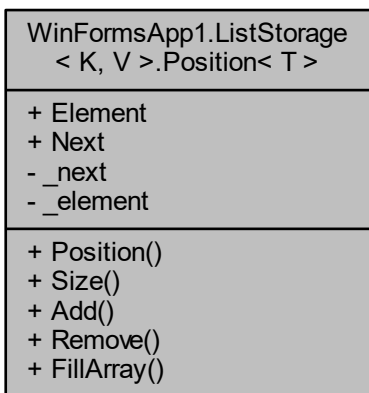 WinFormsApp1.ListStorage
< K, V >.Position< T >
+ Element
+ Next
- _next
- _element
+ Position()
+ Size()
+ Add()
+ Remove()
+ FillArray()